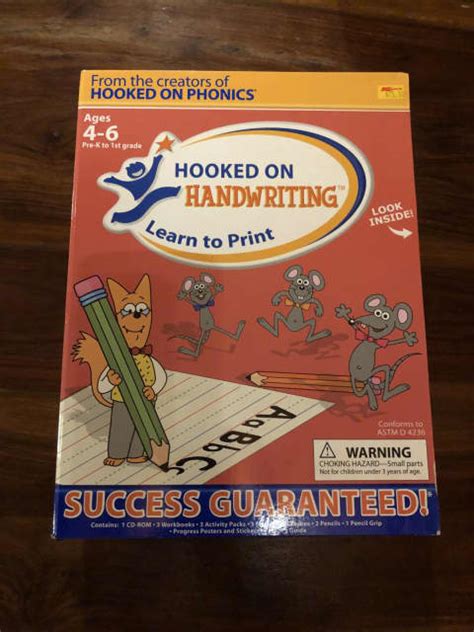 From the creators of
HOOKED ON PHONICS®
Ages
4-6
Pre-K to 1st grade
HOOKED ON
HANDWRITING™
Learn to Print
LOOK
INSIDE!
AaBbCc
Conforms to
ASTM D 4236
WARNING
CHOKING HAZARD—Small parts
Not for children under 3 years of age.
SUCCESS GUARANTEED!
Contains: 1 CD-ROM • 3 Workbooks • 3 Activity Packs • 2 Pencils • 1 Pencil Grip
• Progress Posters and Stickers Guide